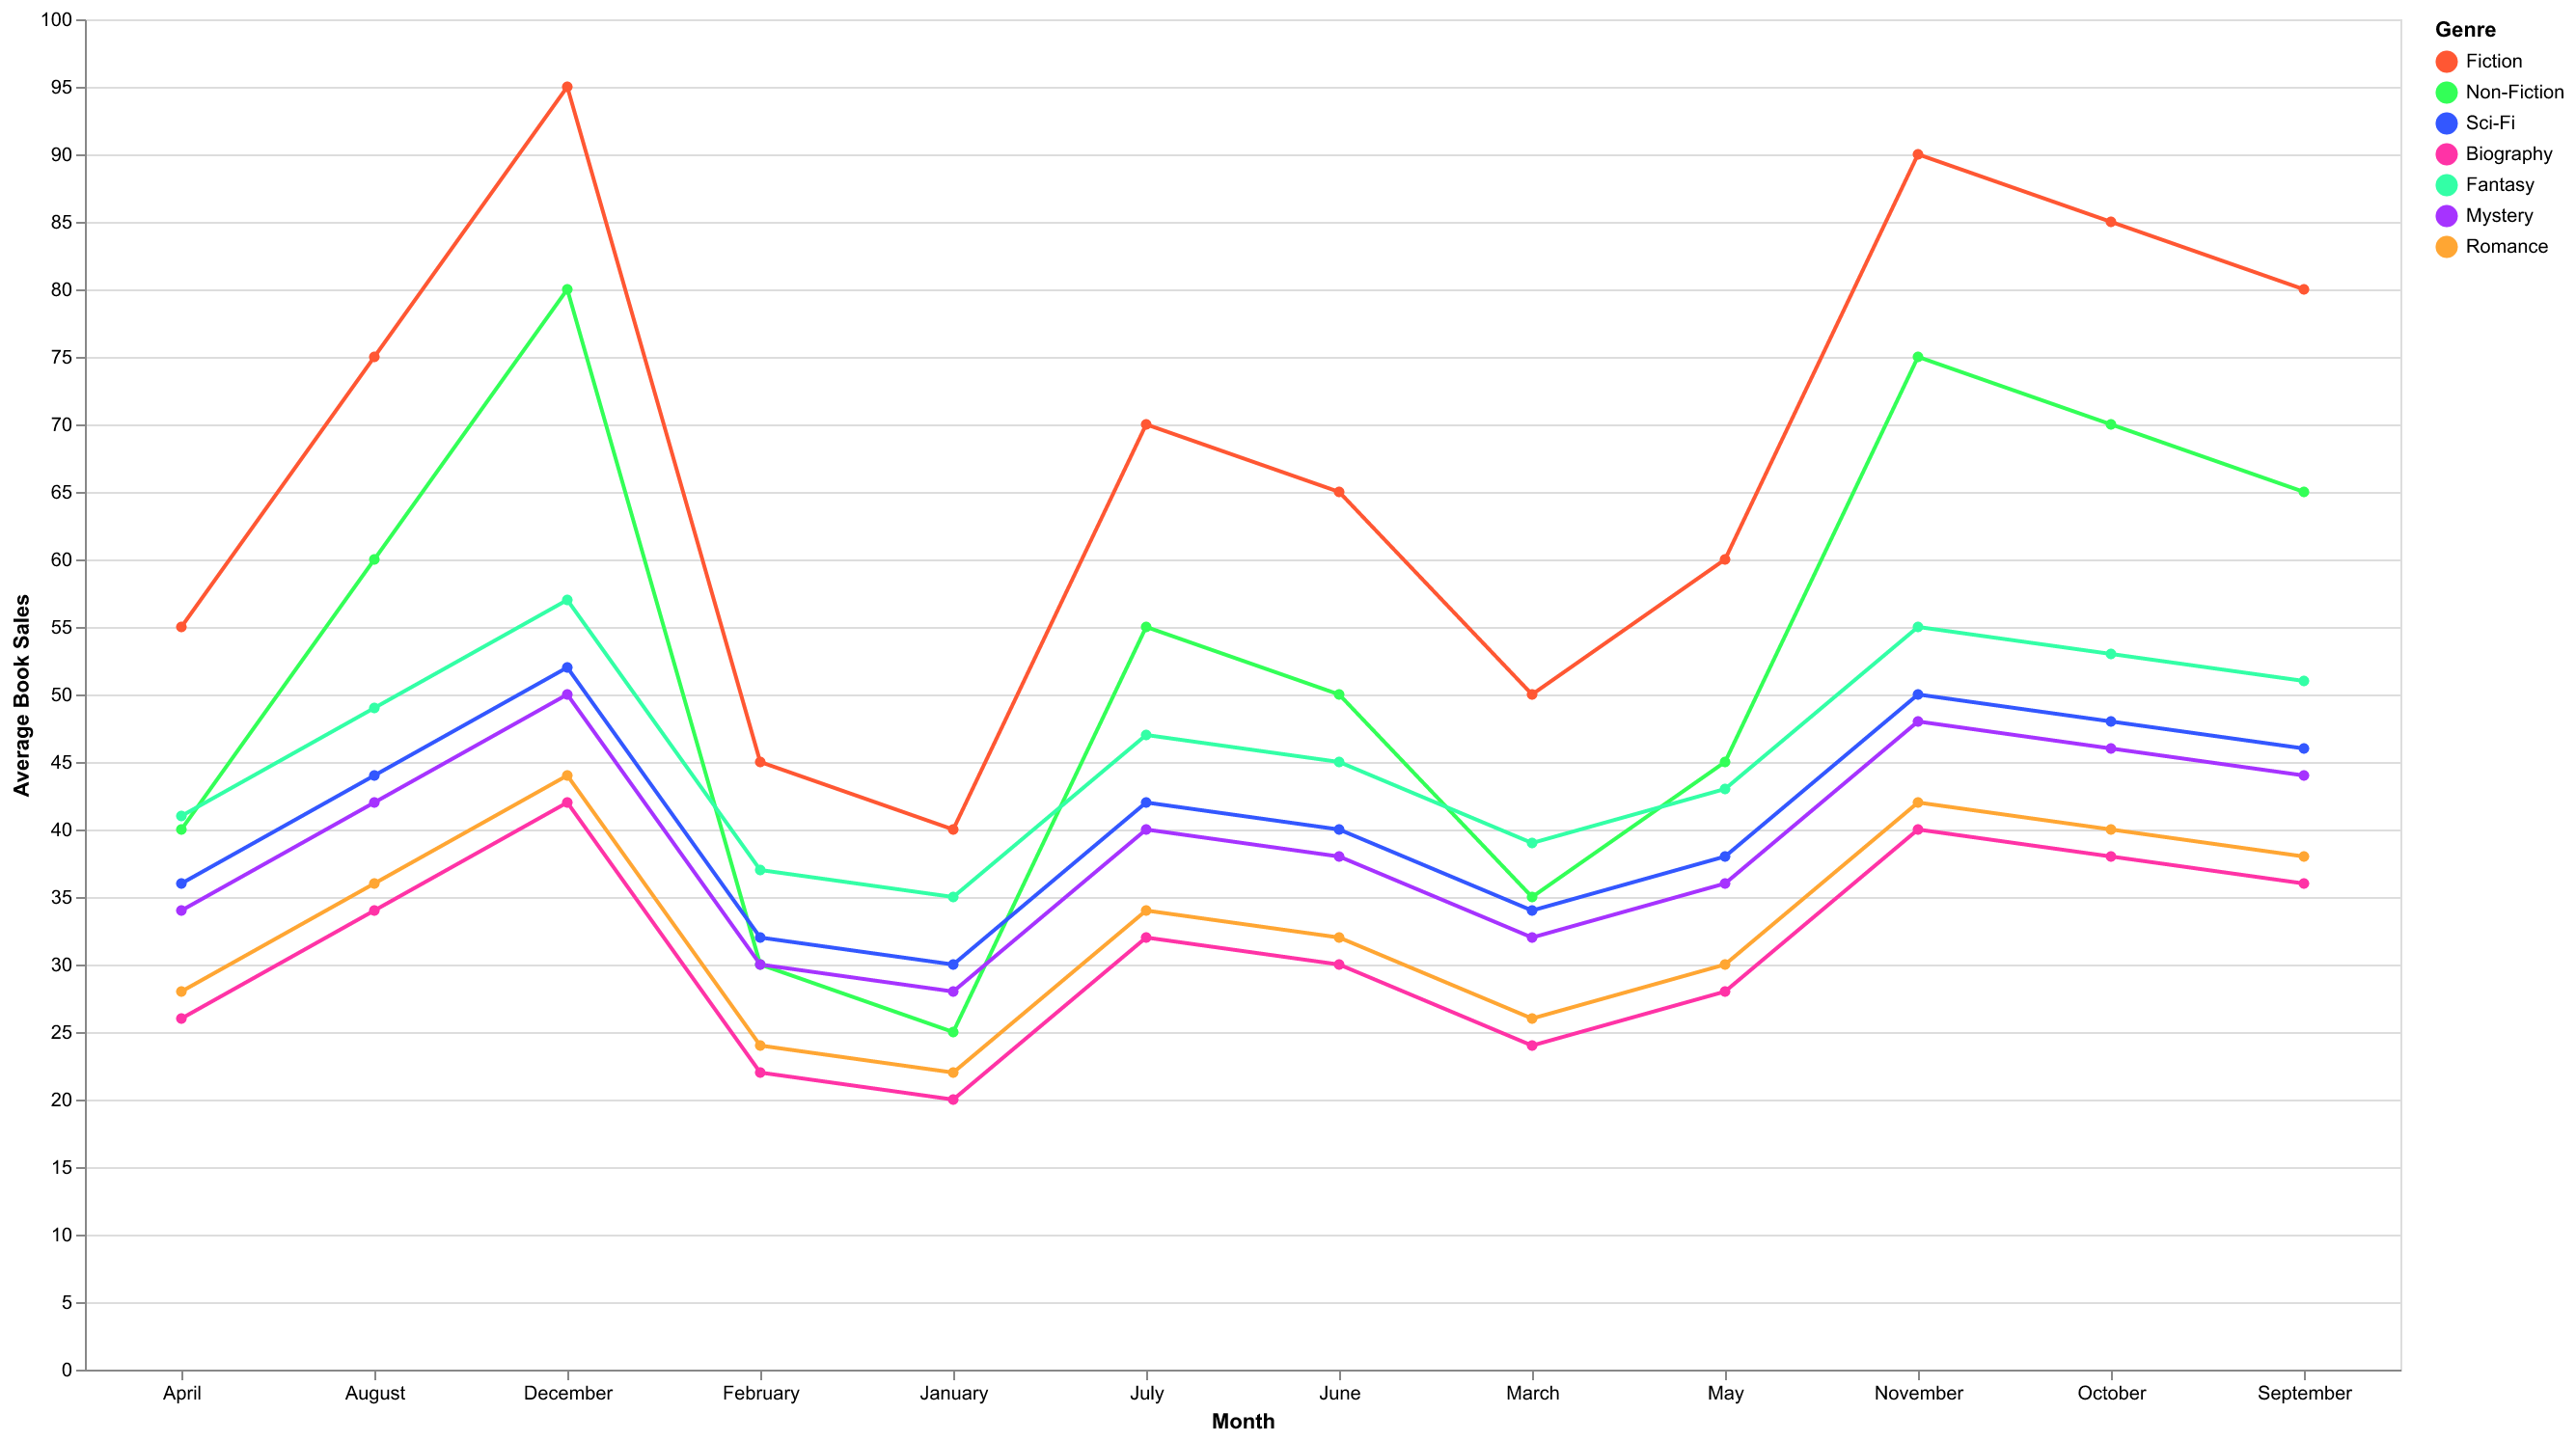 100
95
90
85
80
75
70
65
60
55
50
45
40
35
30
25
20
15
10
5
0
Average Book Sales
April August December February January July June March May November October September
Month
Genre
Fiction
Non-Fiction
Sci-Fi
Biography
Fantasy
Mystery
Romance